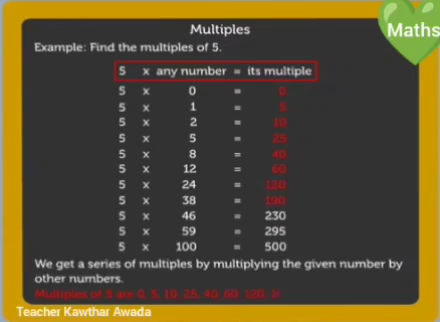 Multiples
Maths
Example: Find the multiples of 5.
5 x any number = its multiple
5 x 0 = 0
5 x 1 = 5
5 x 2 = 10
5 x 5 = 25
5 x 8 = 40
5 x 12 = 60
5 x 24 = 120
5 x 38 = 190
5 x 46 = 230
5 x 59 = 295
5 x 100 = 500
We get a series of multiples by multiplying the given number by
other numbers.
Multiples of 5 are 0, 5, 10, 25, 40, 60, 120,
Teacher Kawthar Awada